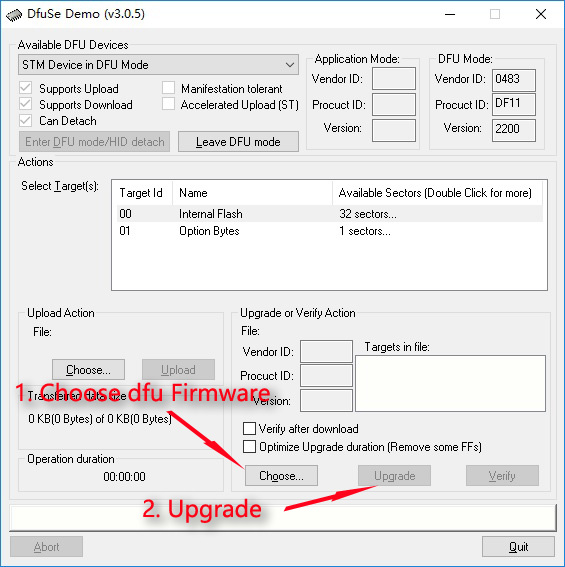 DfuSe Demo (v3.0.5)
Available DFU Devices
STM Device in DFU Mode
Supports Upload
Manifestation tolerant
Supports Download
Accelerated Upload (ST)
Can Detach
Enter DFU mode/HID detach
Leave DFU mode
Application Mode:
Vendor ID:
Procuct ID:
Version:
DFU Mode:
Vendor ID: 0483
Procuct ID: DF11
Version: 2200
Actions
Select Target(s):
Target Id Name Available Sectors (Double Click for more)
00 Internal Flash 32 sectors...
01 Option Bytes 1 sectors...
Upload Action
File:
Choose... Upload
1. Choose dfu Firmware
Transferred data size
0 KB(0 Bytes) of 0 KB(0 Bytes)
Operation duration
00:00:00
Upgrade or Verify Action
File:
Vendor ID:
Procuct ID:
Version:
Targets in file:
Verify after download
Optimize Upgrade duration (Remove some FFs)
Choose... Upgrade Verify
2. Upgrade
Abort Quit